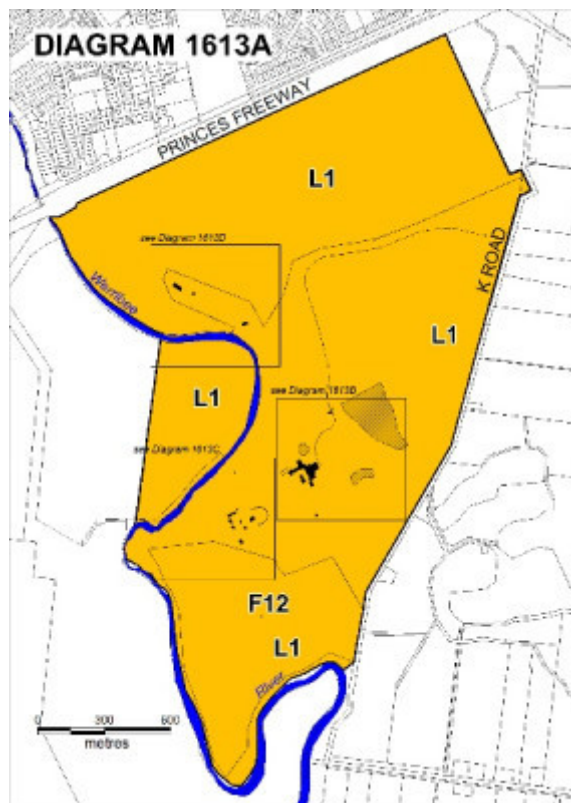 DIAGRAM 1613A
PRINCES FREEWAY
L1
see Diagram 1613D
K ROAD
Werribee
L1
L1
see Diagram 1613B
see Diagram 1613C
F12
L1
River
0 300 600
metres